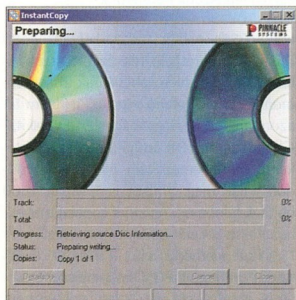 InstantCopy
Preparing...
PINNACLE
SYSTEMS
Track: 0%
Total: 0%
Progress: Retrieving source Disc Information...
Status: Preparing writing...
Copies: Copy 1 of 1
Details>>
Cancel
Close